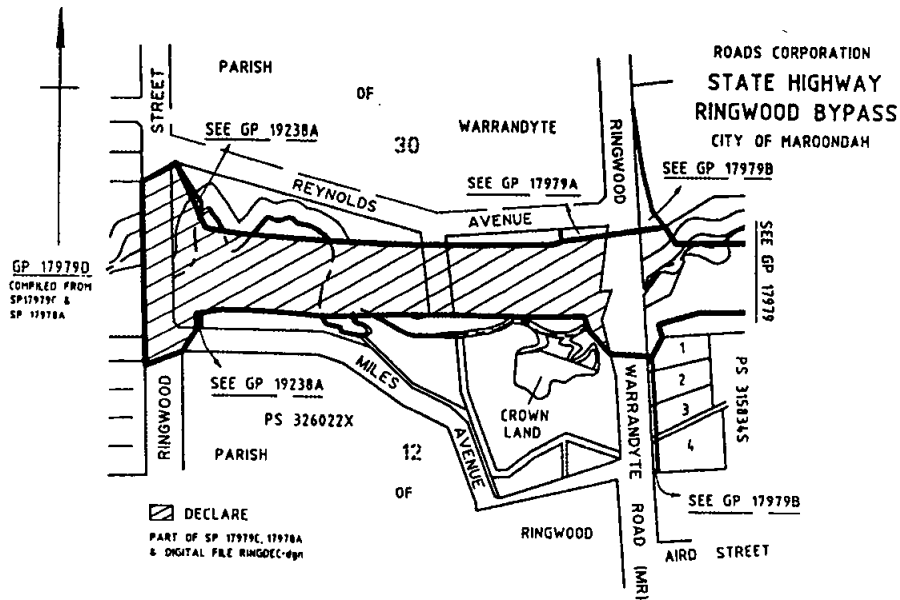 ROADS CORPORATION
STATE HIGHWAY
RINGWOOD BYPASS
CITY OF MAROONDAH
PARISH
OF
WARRANDYTE
30
STREET
SEE GP 19238A
REYNOLDS
AVENUE
SEE GP 17979A
RINGWOOD
SEE GP 17979B
SEE GP 17979
GP 17979D
COMPILED FROM
SP17979C &
SP 17978A
SEE GP 19238A
MILES
AVENUE
CROWN
LAND
WARRANDYTE
ROAD
(MR)
1
2
3
4
PS 315834S
RINGWOOD
PS 326022X
PARISH
12
OF
RINGWOOD
SEE GP 17979B
AIRD STREET
DECLARE
PART OF SP 17979C, 17978A
& DIGITAL FILE RINGDEC.dgn